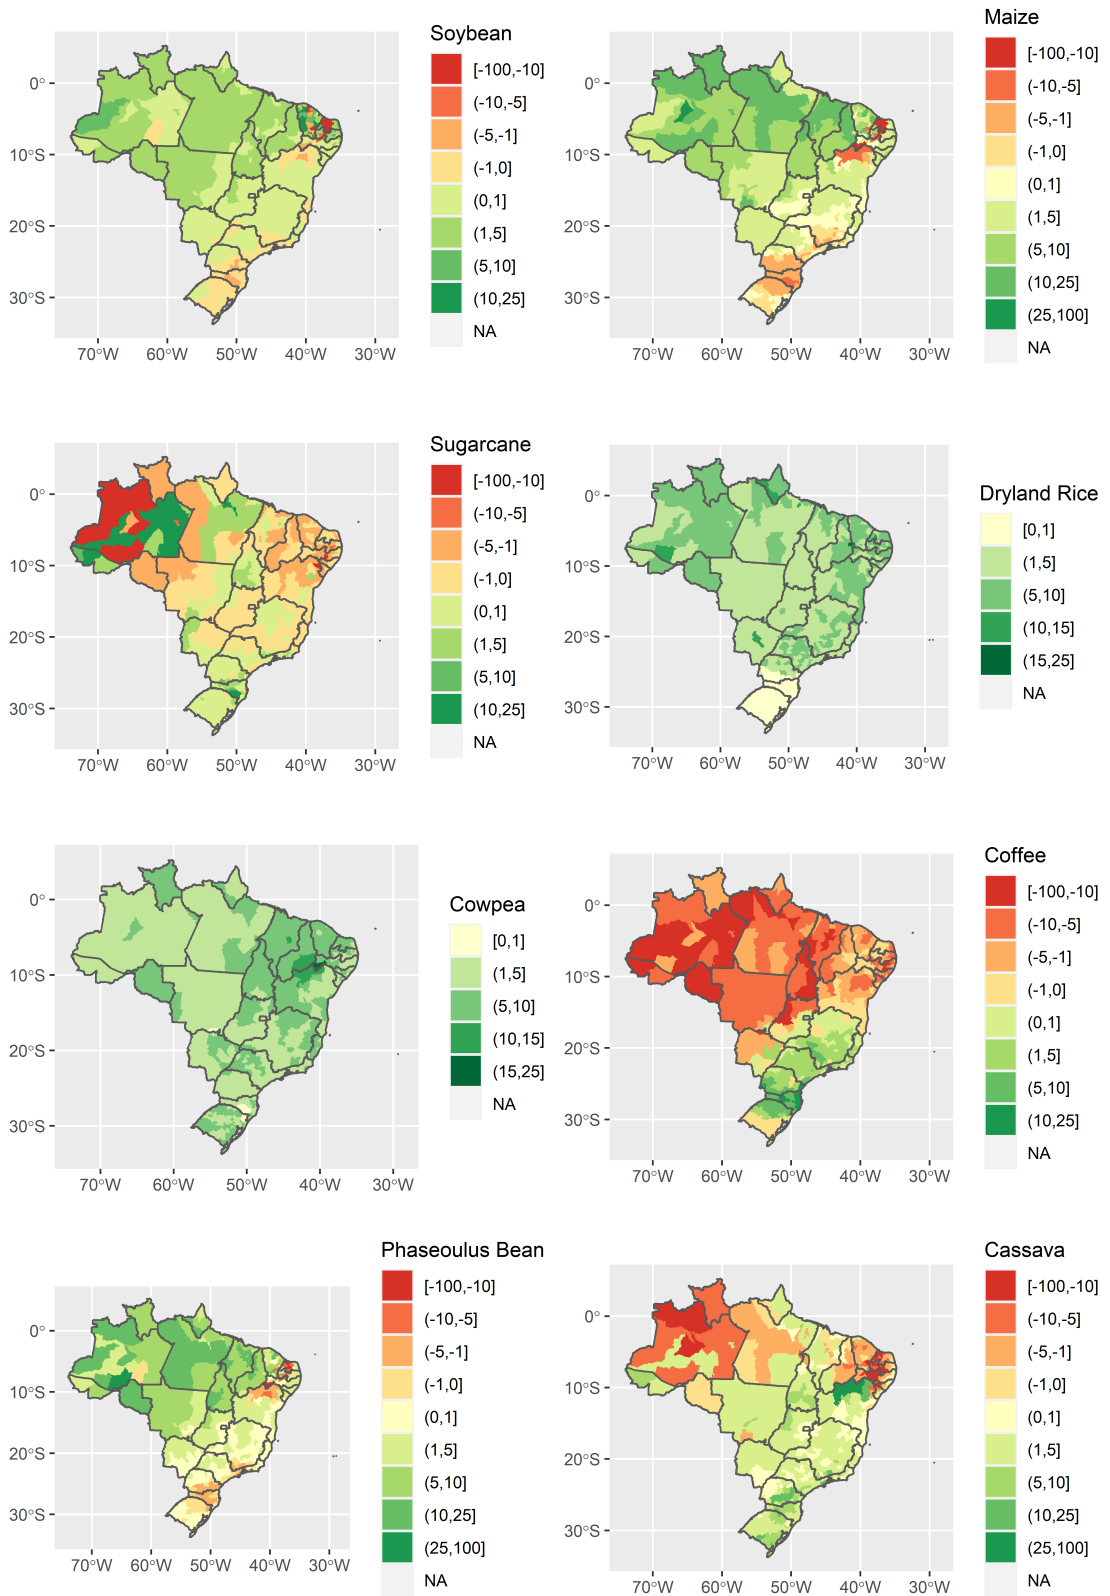 Soybean
0°
10°S
20°S
30°S
70°W 60°W 50°W 40°W 30°W
[-100,-10]
(-10,-5]
(-5,-1]
(-1,0]
(0,1]
(1,5]
(5,10]
(10,25]
NA
Maize
0°
10°S
20°S
30°S
70°W 60°W 50°W 40°W 30°W
[-100,-10]
(-10,-5]
(-5,-1]
(-1,0]
(0,1]
(1,5]
(5,10]
(10,25]
(25,100]
NA
Sugarcane
0°
10°S
20°S
30°S
70°W 60°W 50°W 40°W 30°W
[-100,-10]
(-10,-5]
(-5,-1]
(-1,0]
(0,1]
(1,5]
(5,10]
(10,25]
NA
Dryland Rice
0°
10°S
20°S
30°S
70°W 60°W 50°W 40°W 30°W
[0,1]
(1,5]
(5,10]
(10,15]
(15,25]
NA
Cowpea
0°
10°S
20°S
30°S
70°W 60°W 50°W 40°W 30°W
[0,1]
(1,5]
(5,10]
(10,15]
(15,25]
NA
Coffee
0°
10°S
20°S
30°S
70°W 60°W 50°W 40°W 30°W
[-100,-10]
(-10,-5]
(-5,-1]
(-1,0]
(0,1]
(1,5]
(5,10]
(10,25]
NA
Phaseoulus Bean
0°
10°S
20°S
30°S
70°W 60°W 50°W 40°W 30°W
[-100,-10]
(-10,-5]
(-5,-1]
(-1,0]
(0,1]
(1,5]
(5,10]
(10,25]
(25,100]
NA
Cassava
0°
10°S
20°S
30°S
70°W 60°W 50°W 40°W 30°W
[-100,-10]
(-10,-5]
(-5,-1]
(-1,0]
(0,1]
(1,5]
(5,10]
(10,25]
(25,100]
NA